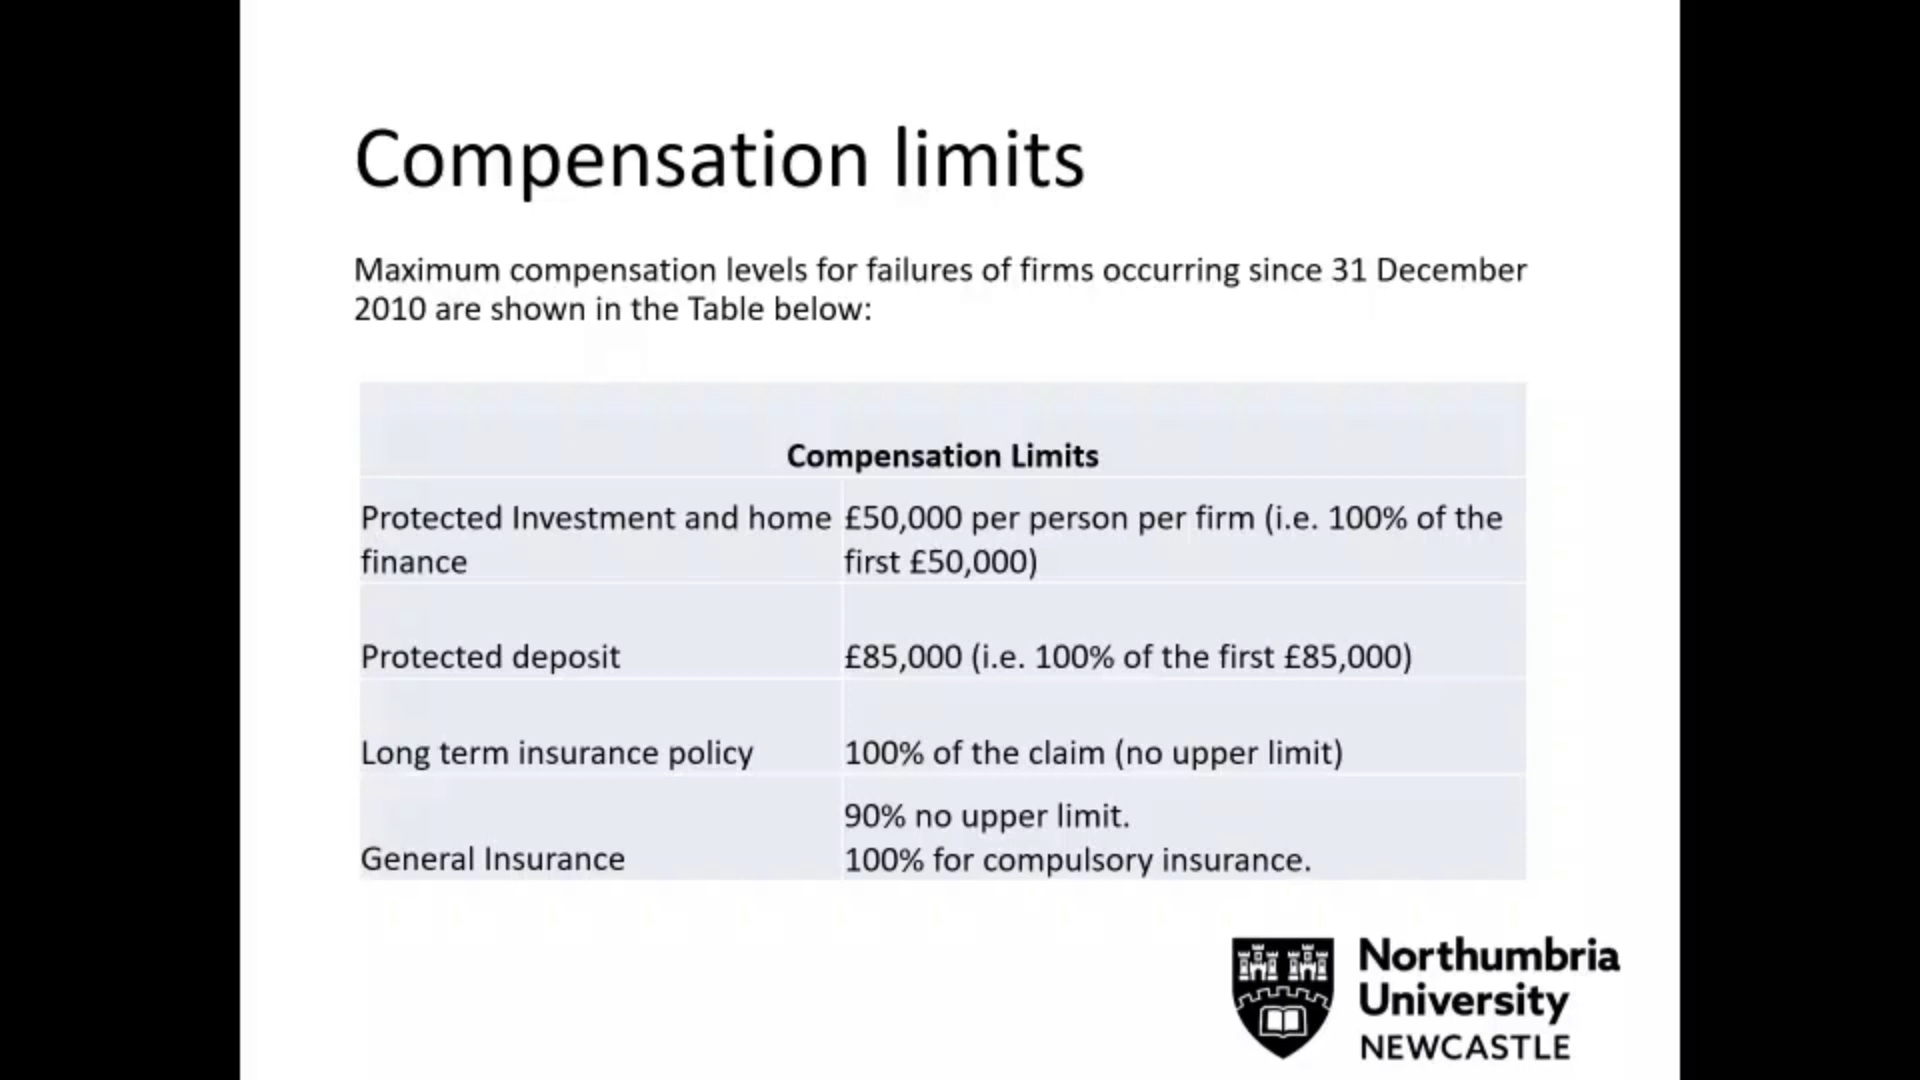 Compensation limits
Maximum compensation levels for failures of firms occurring since 31 December
2010 are shown in the Table below:
Compensation Limits
Protected Investment and home
finance
£50,000 per person per firm (i.e. 100% of the
first £50,000)
Protected deposit
£85,000 (i.e. 100% of the first £85,000)
Long term insurance policy
100% of the claim (no upper limit)
General Insurance
90% no upper limit.
100% for compulsory insurance.
Northumbria
University
NEWCASTLE